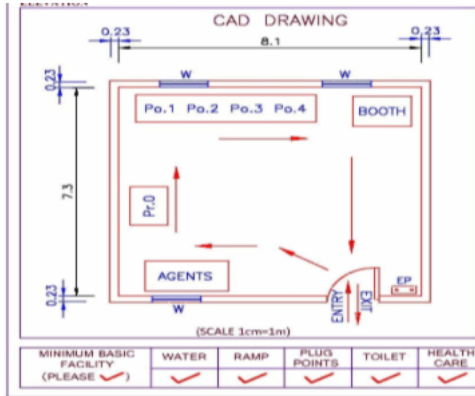 CAD DRAWING
0.23 8.1 0.23
W W
0.23
Po.1 Po.2 Po.3 Po.4 BOOTH
7.3
Pr.0
AGENTS
EP
ENTRY EXIT
0.23
W
(SCALE 1cm=1m)
MINIMUM BASIC FACILITY (PLEASE ✓)
WATER
RAMP
PLUG POINTS
TOILET
HEALTH CARE